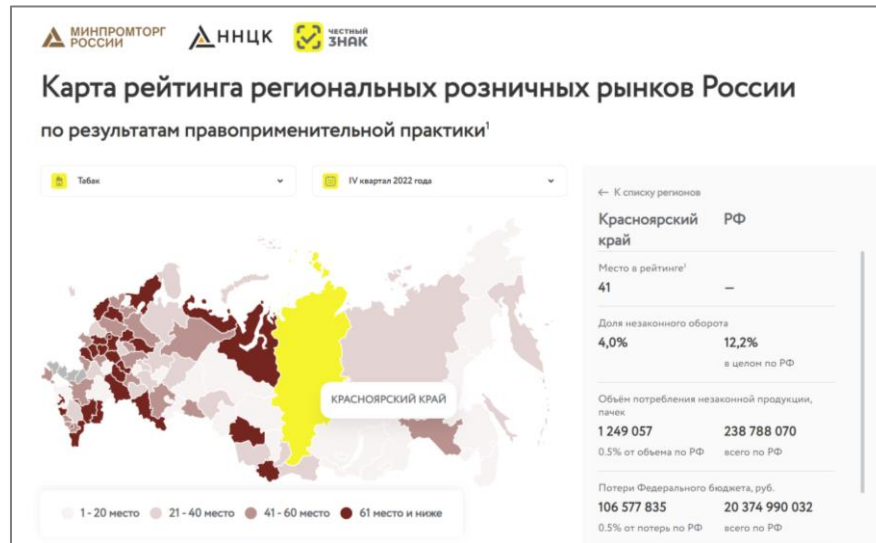 МИНПРОМТОРГ
РОССИИ
ННЦК
ЧЕСТНЫЙ
ЗНАК
Карта рейтинга региональных розничных рынков России
по результатам правоприменительной практики¹
Табак
IV квартал 2022 года
КРАСНОЯРСКИЙ КРАЙ
1 - 20 место
21 - 40 место
41 - 60 место
61 место и ниже
← К списку регионов
Красноярский край
РФ
Место в рейтинге¹
41
—
Доля незаконного оборота
4,0%
12,2%
в целом по РФ
Объём потребления незаконной продукции,
пачек
1 249 057
238 788 070
0.5% от объема по РФ
всего по РФ
Потери Федерального бюджета, руб.
106 577 835
20 374 990 032
0.5% от потерь по РФ
всего по РФ